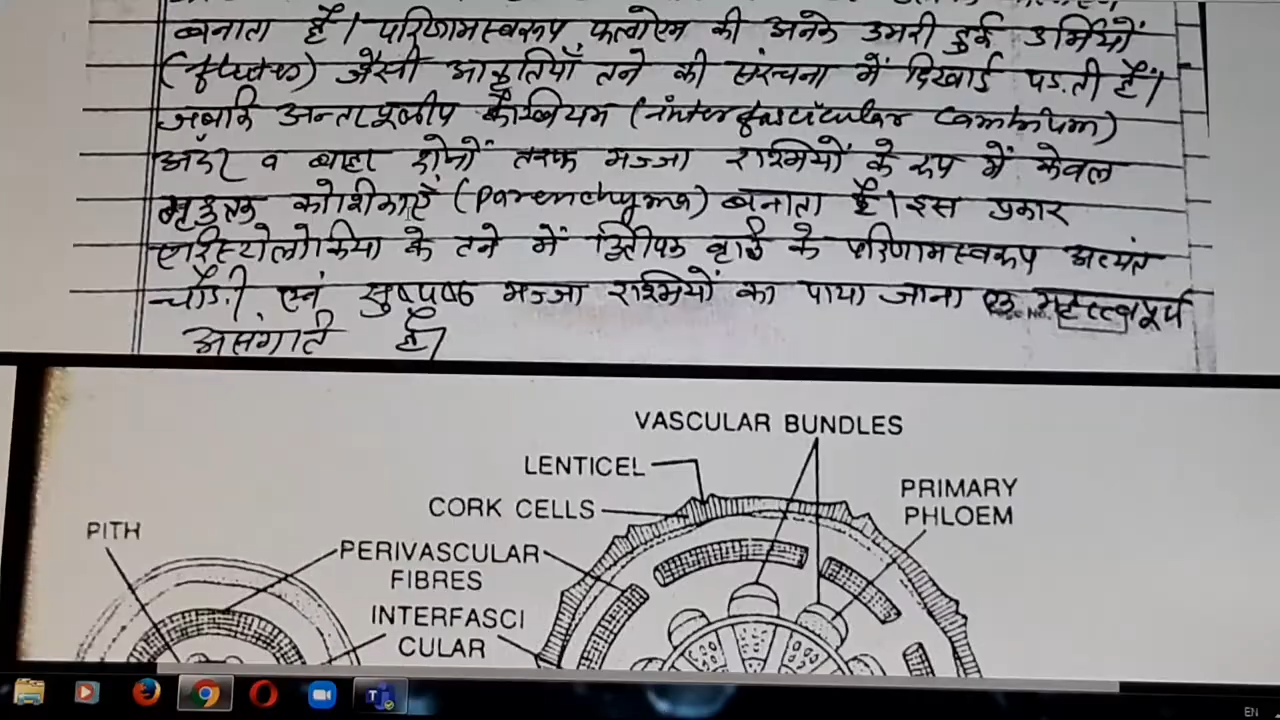 बनाता है। परिणामस्वरूप फ्लोएम की अनेक उभरी हुई उर्मियों
(flutes) जैसी आकृतियाँ तने की संरचना में दिखाई पड़ती हैं।
जबकि अन्तःपूलीय कैम्बियम (interfascicular cambium)
अंदर व बाहर दोनों तरफ मज्जा रश्मियों के रूप में केवल
मृदुतक कोशिकाएँ (Parenchyma) बनाता है। इस प्रकार
एरिस्टोलोकिया के तने में द्वितीयक वृद्धि के परिणामस्वरूप अत्यंत
चौड़ी एवं सुस्पष्ट मज्जा रश्मियों का पाया जाना एक महत्वपूर्ण
असंगति है।
VASCULAR BUNDLES
LENTICEL
CORK CELLS
PRIMARY
PHLOEM
PITH
PERIVASCULAR
FIBRES
INTERFASCI
CULAR
EN